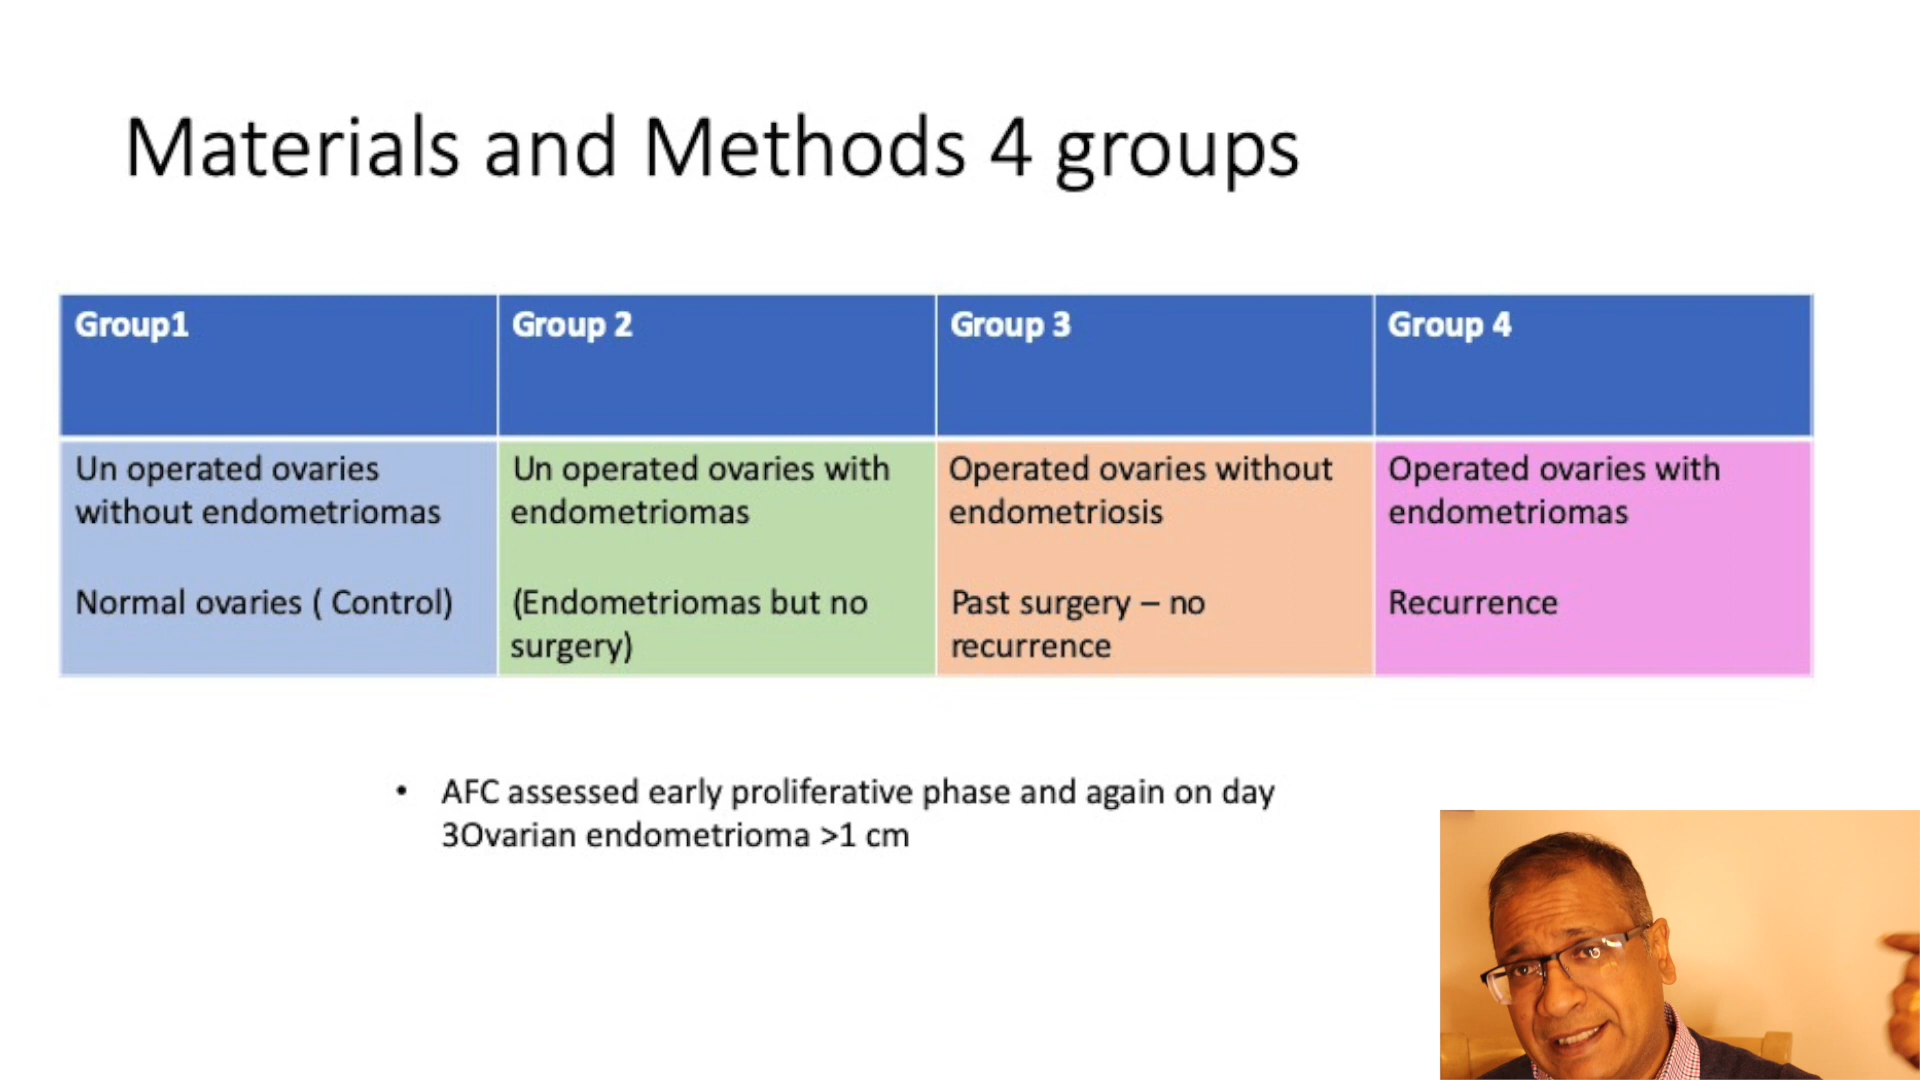 Materials and Methods 4 groups
Group1
Group 2
Group 3
Group 4
Un operated ovaries
without endometriomas
Normal ovaries ( Control)
Un operated ovaries with
endometriomas
(Endometriomas but no
surgery)
Operated ovaries without
endometriosis
Past surgery – no
recurrence
Operated ovaries with
endometriomas
Recurrence
• AFC assessed early proliferative phase and again on day
3Ovarian endometrioma >1 cm